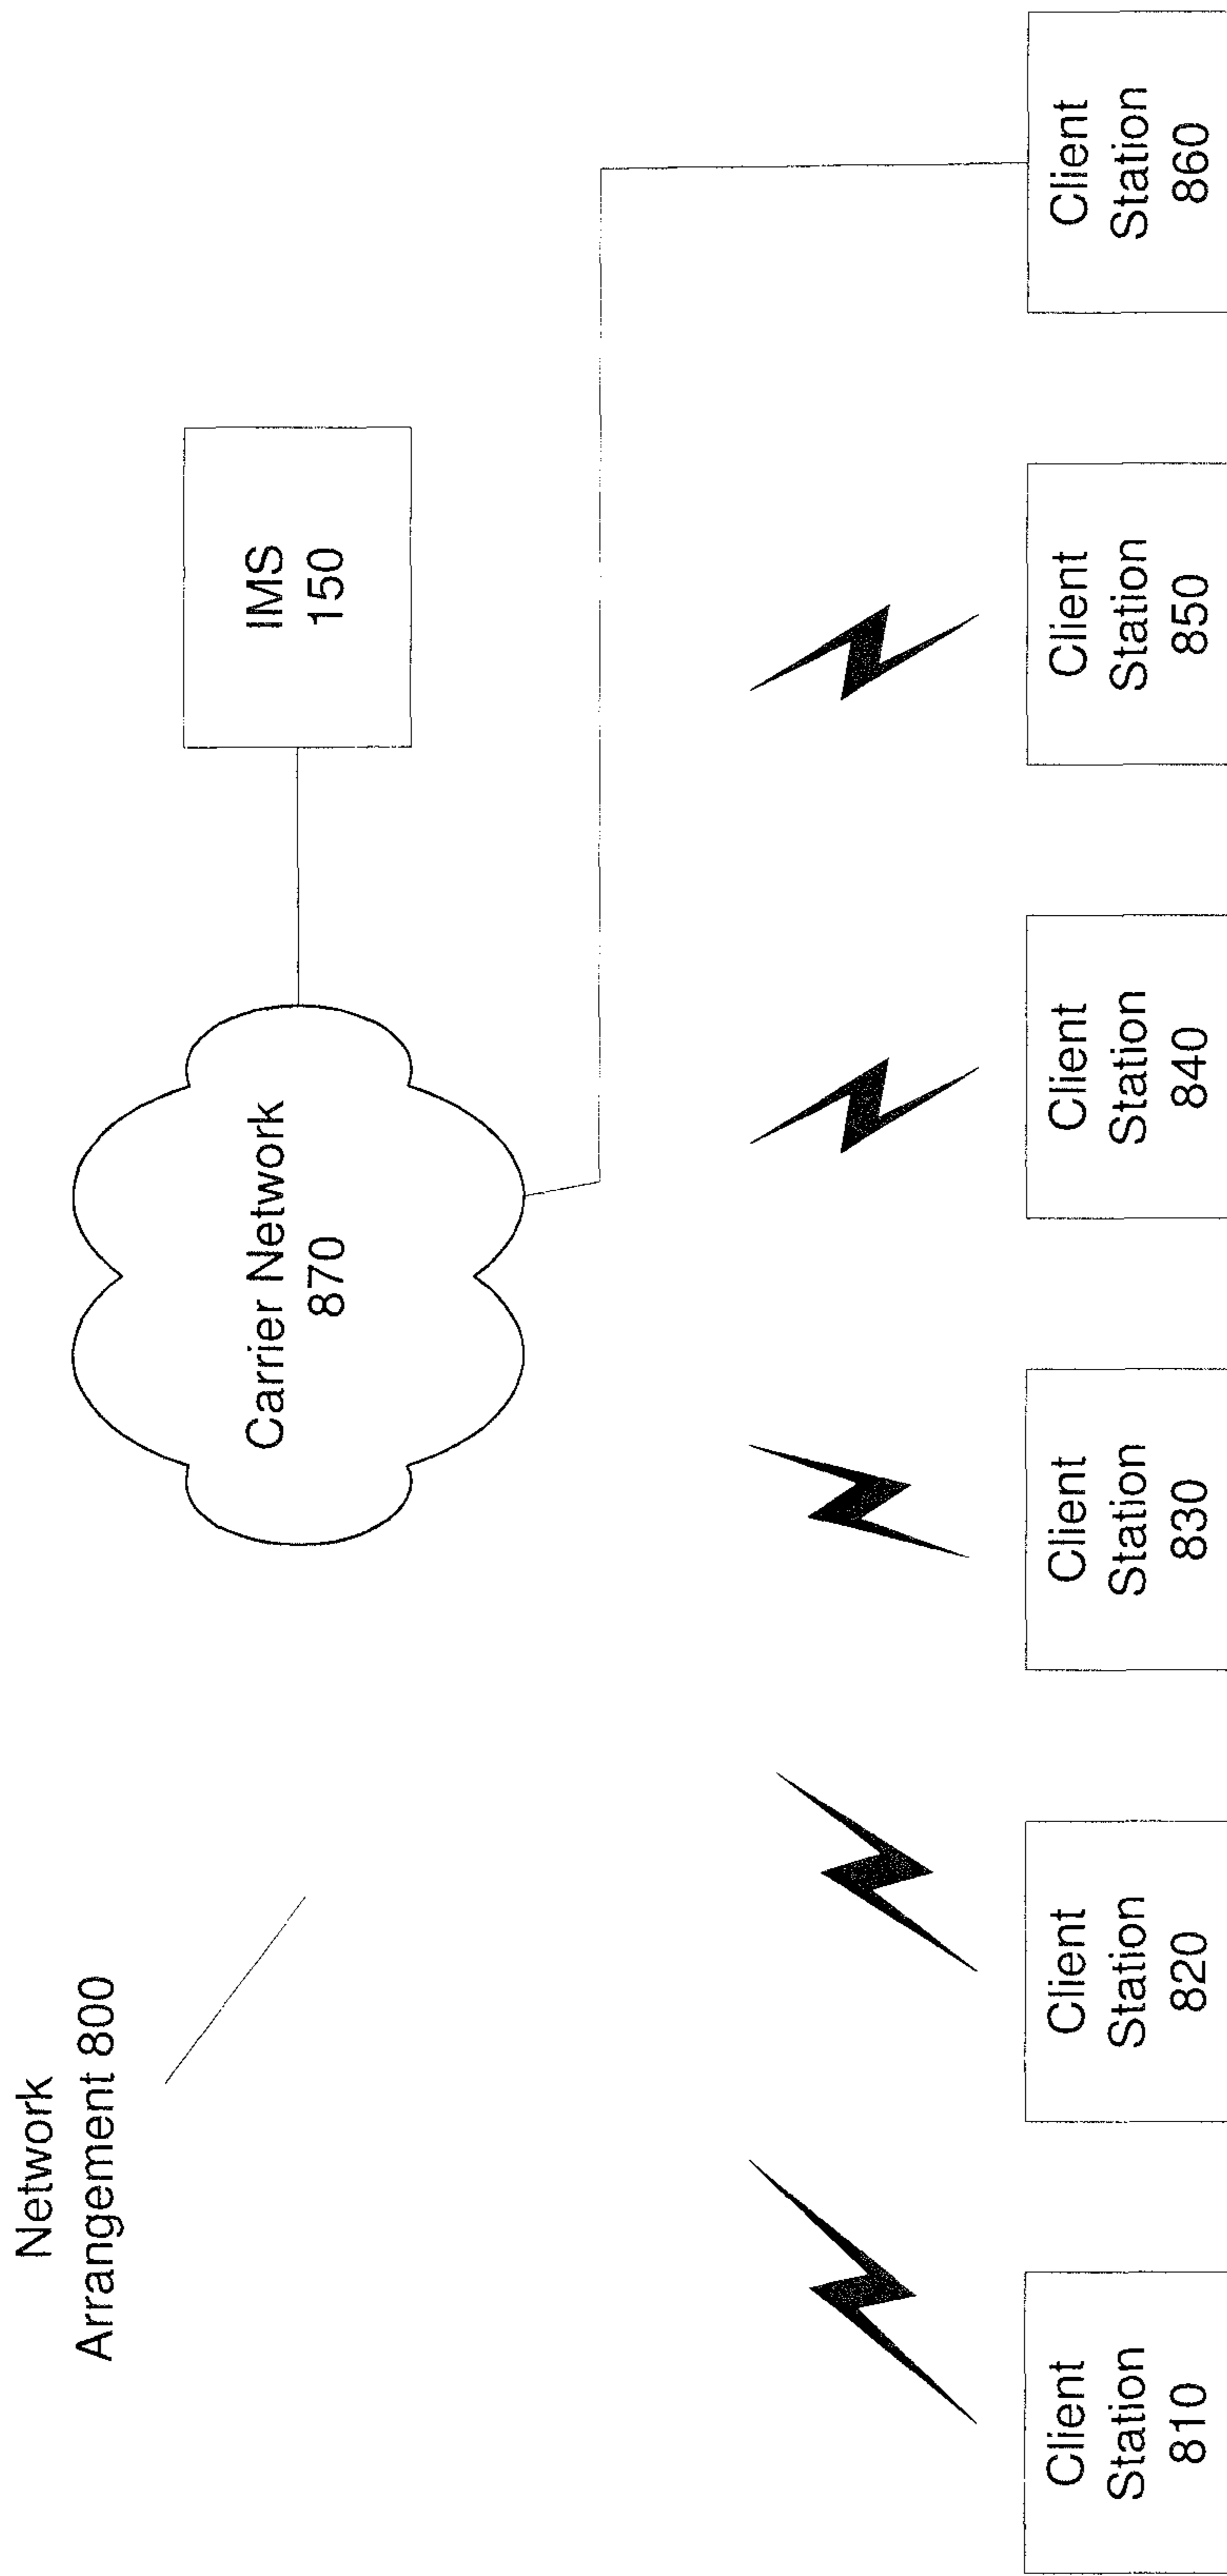 Network
Arrangement 800
Carrier Network
870
IMS
150
Client
Station
810
Client
Station
820
Client
Station
830
Client
Station
840
Client
Station
850
Client
Station
860